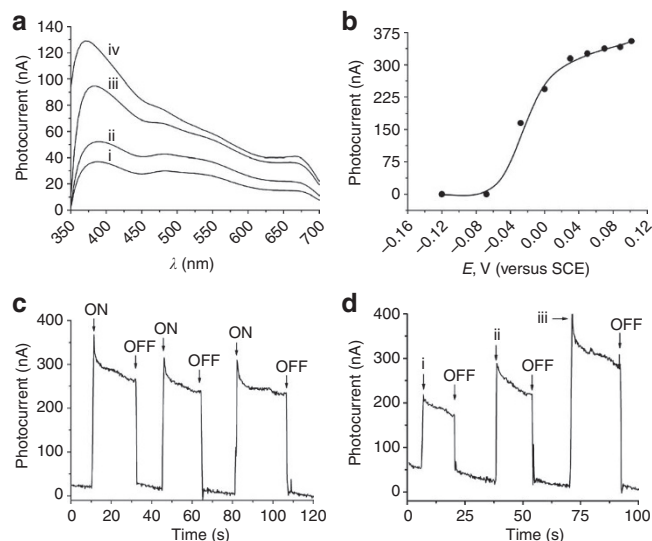 a
140
120
100
80
60
40
20
0
Photocurrent (nA)
iv
iii
ii
i
350
400
450
500
550
600
650
700
λ (nm)
b
375
300
225
150
75
0
Photocurrent (nA)
–0.16
–0.12
–0.08
–0.04
0.00
0.04
0.08
0.12
E, V (versus SCE)
c
400
300
200
100
0
Photocurrent (nA)
ON
OFF
ON
OFF
ON
OFF
0 20 40 60 80 100 120
Time (s)
d
400
300
200
100
0
Photocurrent (nA)
i
OFF
ii
OFF
iii
OFF
0 25 50 75 100
Time (s)